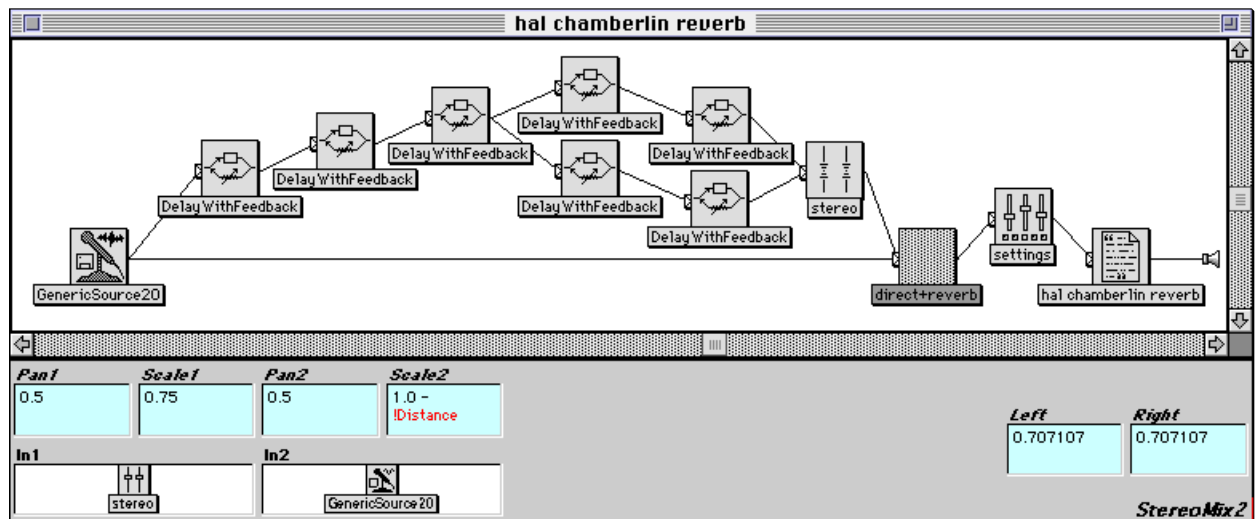 hal chamberlin reverb
DelayWithFeedback
DelayWithFeedback
DelayWithFeedback
DelayWithFeedback
DelayWithFeedback
DelayWithFeedback
DelayWithFeedback
stereo
settings
GenericSource20
direct+reverb
hal chamberlin reverb
Pan1
Scale1
Pan2
Scale2
0.5
0.75
0.5
1.0 -
!Distance
Left
Right
0.707107
0.707107
In1
In2
stereo
GenericSource20
StereoMix2